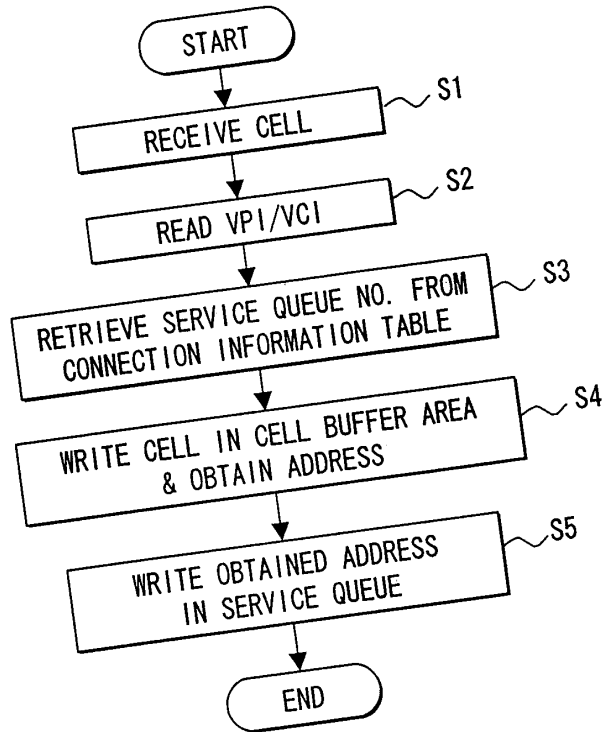 START
S1
RECEIVE CELL
S2
READ VPI/VCI
S3
RETRIEVE SERVICE QUEUE NO. FROM
CONNECTION INFORMATION TABLE
S4
WRITE CELL IN CELL BUFFER AREA
& OBTAIN ADDRESS
S5
WRITE OBTAINED ADDRESS
IN SERVICE QUEUE
END